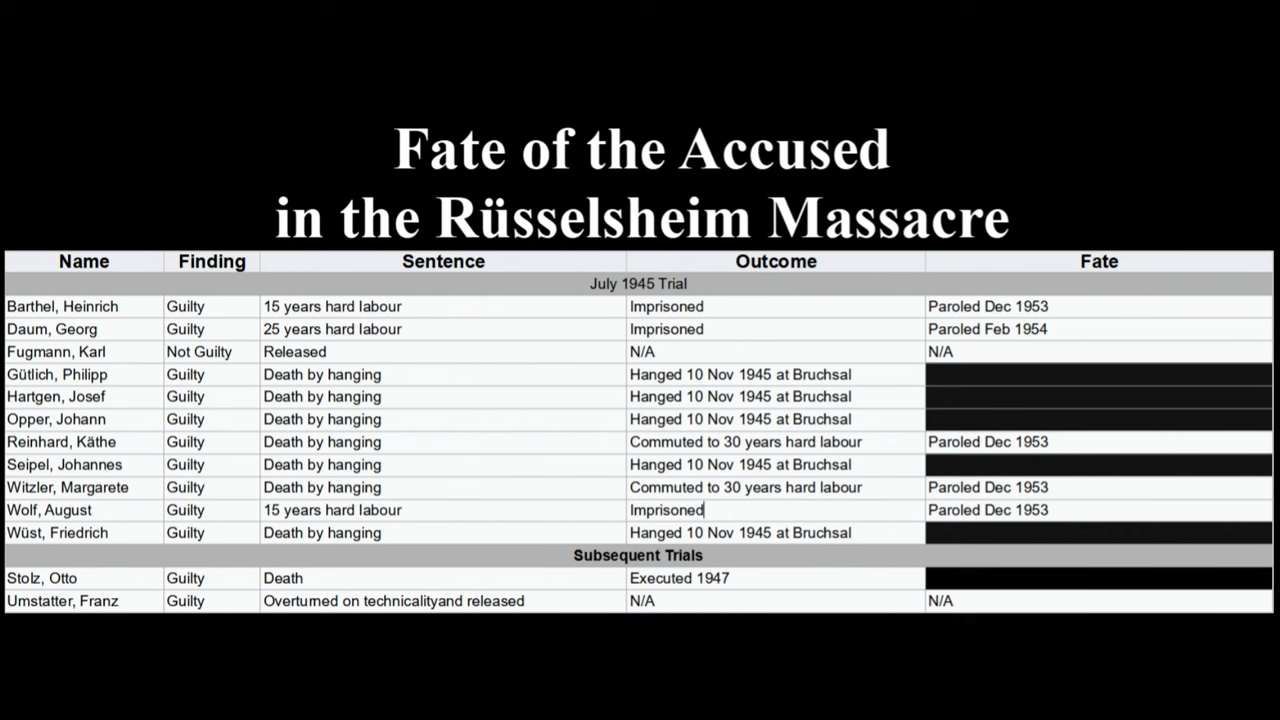 Fate of the Accused
in the Rüsselsheim Massacre
Name Finding Sentence Outcome Fate
July 1945 Trial
Barthel, Heinrich Guilty 15 years hard labour Imprisoned Paroled Dec 1953
Daum, Georg Guilty 25 years hard labour Imprisoned Paroled Feb 1954
Fugmann, Karl Not Guilty Released N/A N/A
Gütlich, Philipp Guilty Death by hanging Hanged 10 Nov 1945 at Bruchsal
Hartgen, Josef Guilty Death by hanging Hanged 10 Nov 1945 at Bruchsal
Opper, Johann Guilty Death by hanging Hanged 10 Nov 1945 at Bruchsal
Reinhard, Käthe Guilty Death by hanging Commuted to 30 years hard labour Paroled Dec 1953
Seipel, Johannes Guilty Death by hanging Hanged 10 Nov 1945 at Bruchsal
Witzler, Margarete Guilty Death by hanging Commuted to 30 years hard labour Paroled Dec 1953
Wolf, August Guilty 15 years hard labour Imprisoned Paroled Dec 1953
Wüst, Friedrich Guilty Death by hanging Hanged 10 Nov 1945 at Bruchsal
Subsequent Trials
Stolz, Otto Guilty Death Executed 1947
Umstatter, Franz Guilty Overturned on technicalityand released N/A N/A